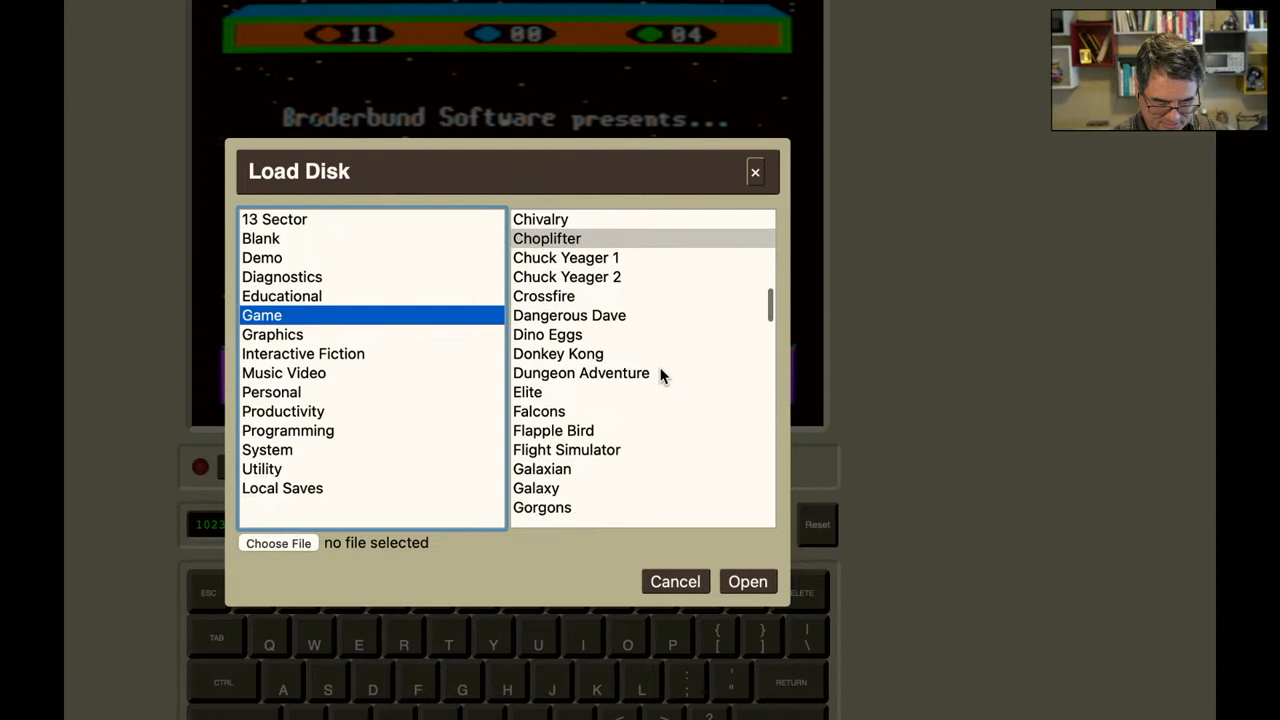 11 00 04
Broderbund Software presents...
Load Disk
×
13 Sector
Blank
Demo
Diagnostics
Educational
Game
Graphics
Interactive Fiction
Music Video
Personal
Productivity
Programming
System
Utility
Local Saves
Chivalry
Choplifter
Chuck Yeager 1
Chuck Yeager 2
Crossfire
Dangerous Dave
Dino Eggs
Donkey Kong
Dungeon Adventure
Elite
Falcons
Flapple Bird
Flight Simulator
Galaxian
Galaxy
Gorgons
Choose File no file selected
Cancel Open
1023
Reset
ESC
TAB Q W E R T Y U I O P { [ } ] | \
CTRL A S D F G H J K L : ; " ' RETURN
< > ?